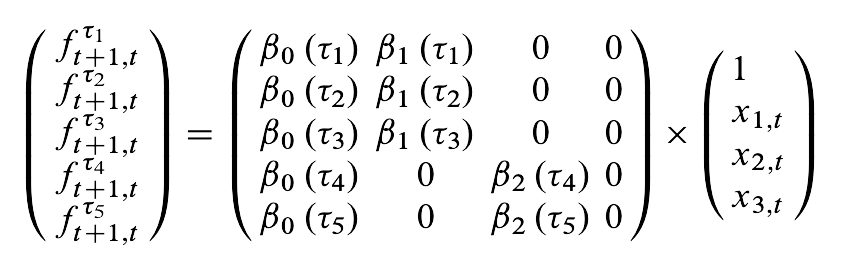 \begin{pmatrix} f_{t+1,t}^{\tau_1} \\ f_{t+1,t}^{\tau_2} \\ f_{t+1,t}^{\tau_3} \\ f_{t+1,t}^{\tau_4} \\ f_{t+1,t}^{\tau_5} \end{pmatrix} = \begin{pmatrix} \beta_0(\tau_1) & \beta_1(\tau_1) & 0 & 0 \\ \beta_0(\tau_2) & \beta_1(\tau_2) & 0 & 0 \\ \beta_0(\tau_3) & \beta_1(\tau_3) & 0 & 0 \\ \beta_0(\tau_4) & 0 & \beta_2(\tau_4) & 0 \\ \beta_0(\tau_5) & 0 & \beta_2(\tau_5) & 0 \end{pmatrix} \times \begin{pmatrix} 1 \\ x_{1,t} \\ x_{2,t} \\ x_{3,t} \end{pmatrix}